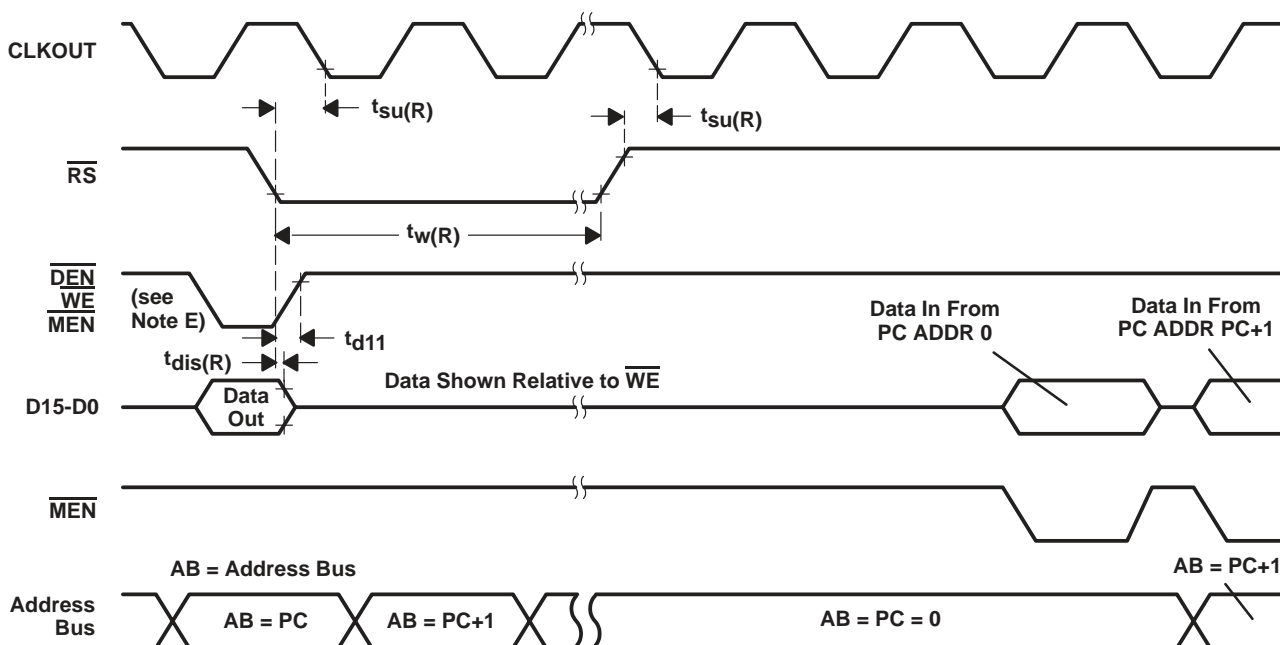 CLKOUT
tsu(R)
tsu(R)
RS
tw(R)
DEN
WE
MEN
(see
Note E)
td11
tdis(R)
Data In From
PC ADDR 0
Data In From
PC ADDR PC+1
D15-D0
Data
Out
Data Shown Relative to WE
MEN
AB = Address Bus
AB = PC+1
Address
Bus
AB = PC
AB = PC+1
AB = PC = 0